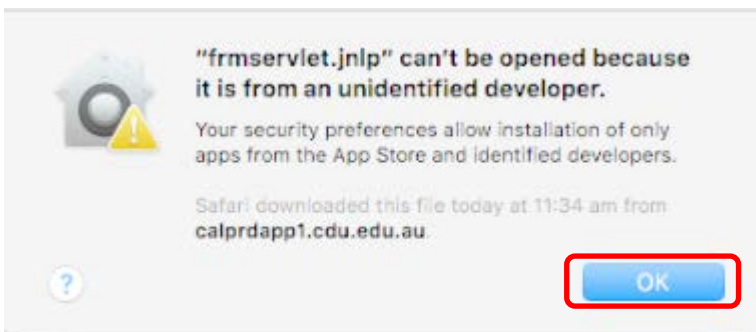 "frmservlet.jnlp" can't be opened because
it is from an unidentified developer.
Your security preferences allow installation of only
apps from the App Store and identified developers.
Safari downloaded this file today at 11:34 am from
calprdapp1.cdu.edu.au.
?
OK